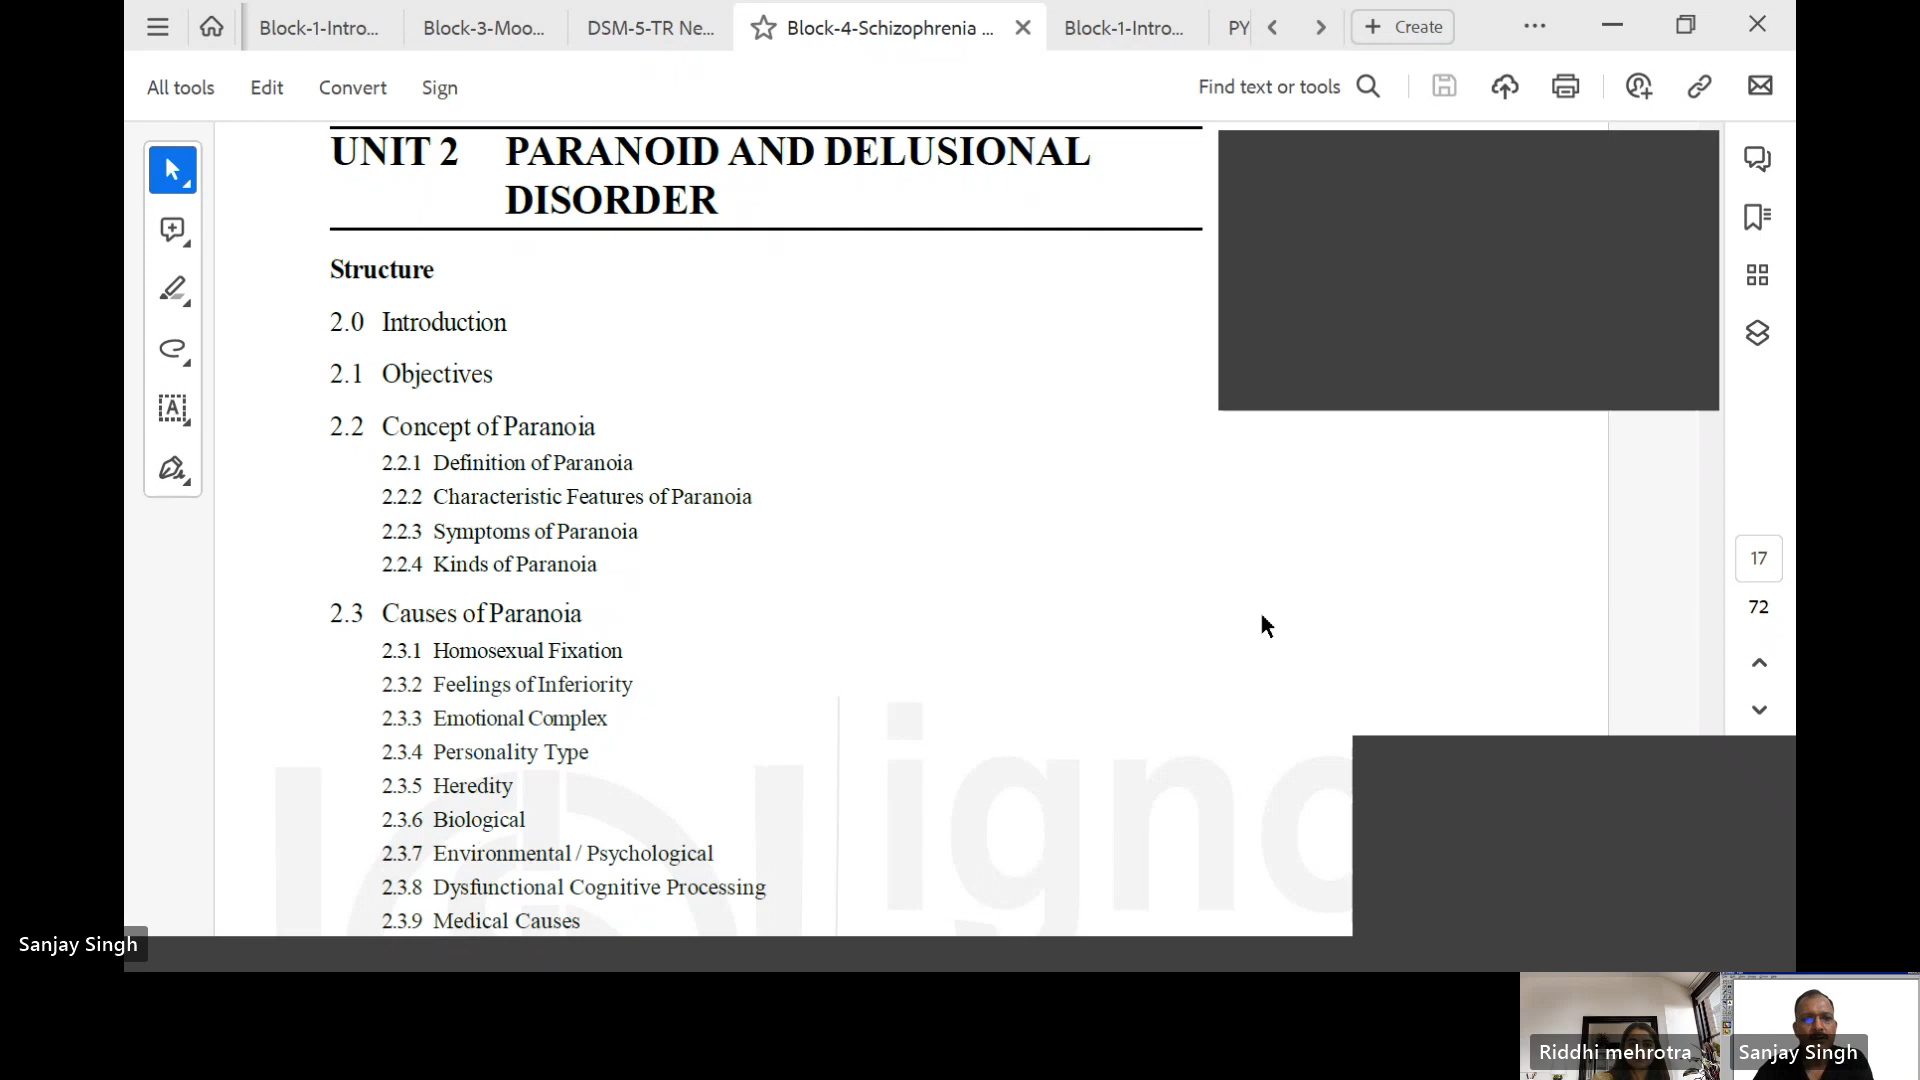 Block-1-Intro... Block-3-Moo... DSM-5-TR Ne... Block-4-Schizophrenia ... Block-1-Intro... PY Create
All tools Edit Convert Sign Find text or tools
UNIT 2 PARANOID AND DELUSIONAL
DISORDER
Structure
2.0 Introduction
2.1 Objectives
2.2 Concept of Paranoia
2.2.1 Definition of Paranoia
2.2.2 Characteristic Features of Paranoia
2.2.3 Symptoms of Paranoia
2.2.4 Kinds of Paranoia
2.3 Causes of Paranoia
2.3.1 Homosexual Fixation
2.3.2 Feelings of Inferiority
2.3.3 Emotional Complex
2.3.4 Personality Type
2.3.5 Heredity
2.3.6 Biological
2.3.7 Environmental / Psychological
2.3.8 Dysfunctional Cognitive Processing
2.3.9 Medical Causes
17
72
igno
Sanjay Singh
Riddhi mehrotra
Sanjay Singh